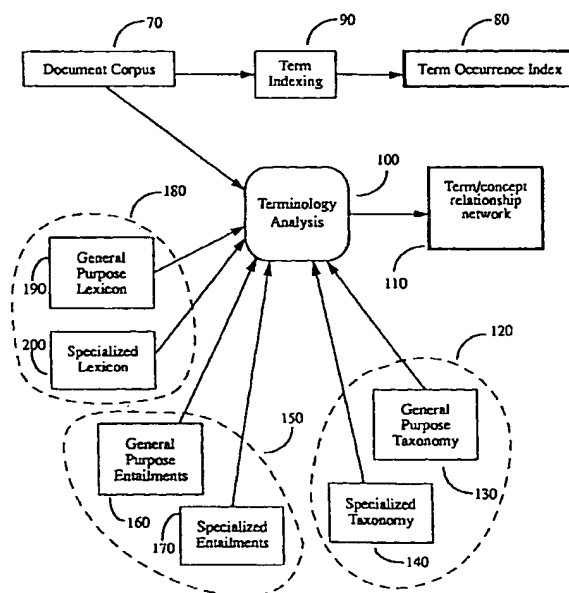 70
90
80
Document Corpus
Term
Indexing
Term Occurrence Index
100
180
Terminology
Analysis
Term/concept
relationship
network
General
Purpose
Lexicon
190
110
200
Specialized
Lexicon
120
General
Purpose
Entailments
150
General
Purpose
Taxonomy
160
130
170
Specialized
Entailments
Specialized
Taxonomy
140